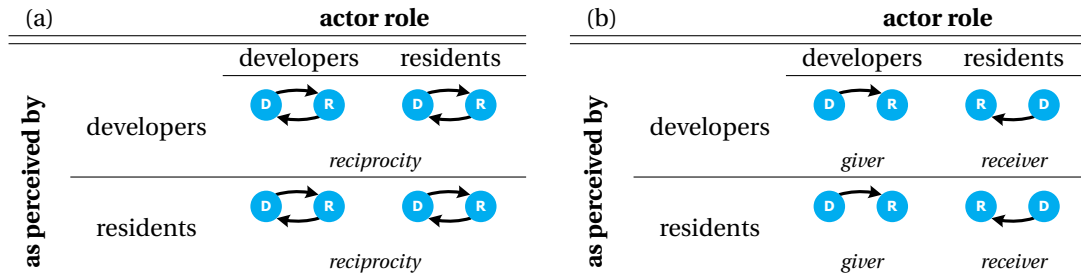 (a) actor role
developers residents
as perceived by
developers
D R D R
reciprocity
residents
D R D R
reciprocity
(b) actor role
developers residents
as perceived by
developers
D R R D
giver receiver
residents
D R R D
giver receiver